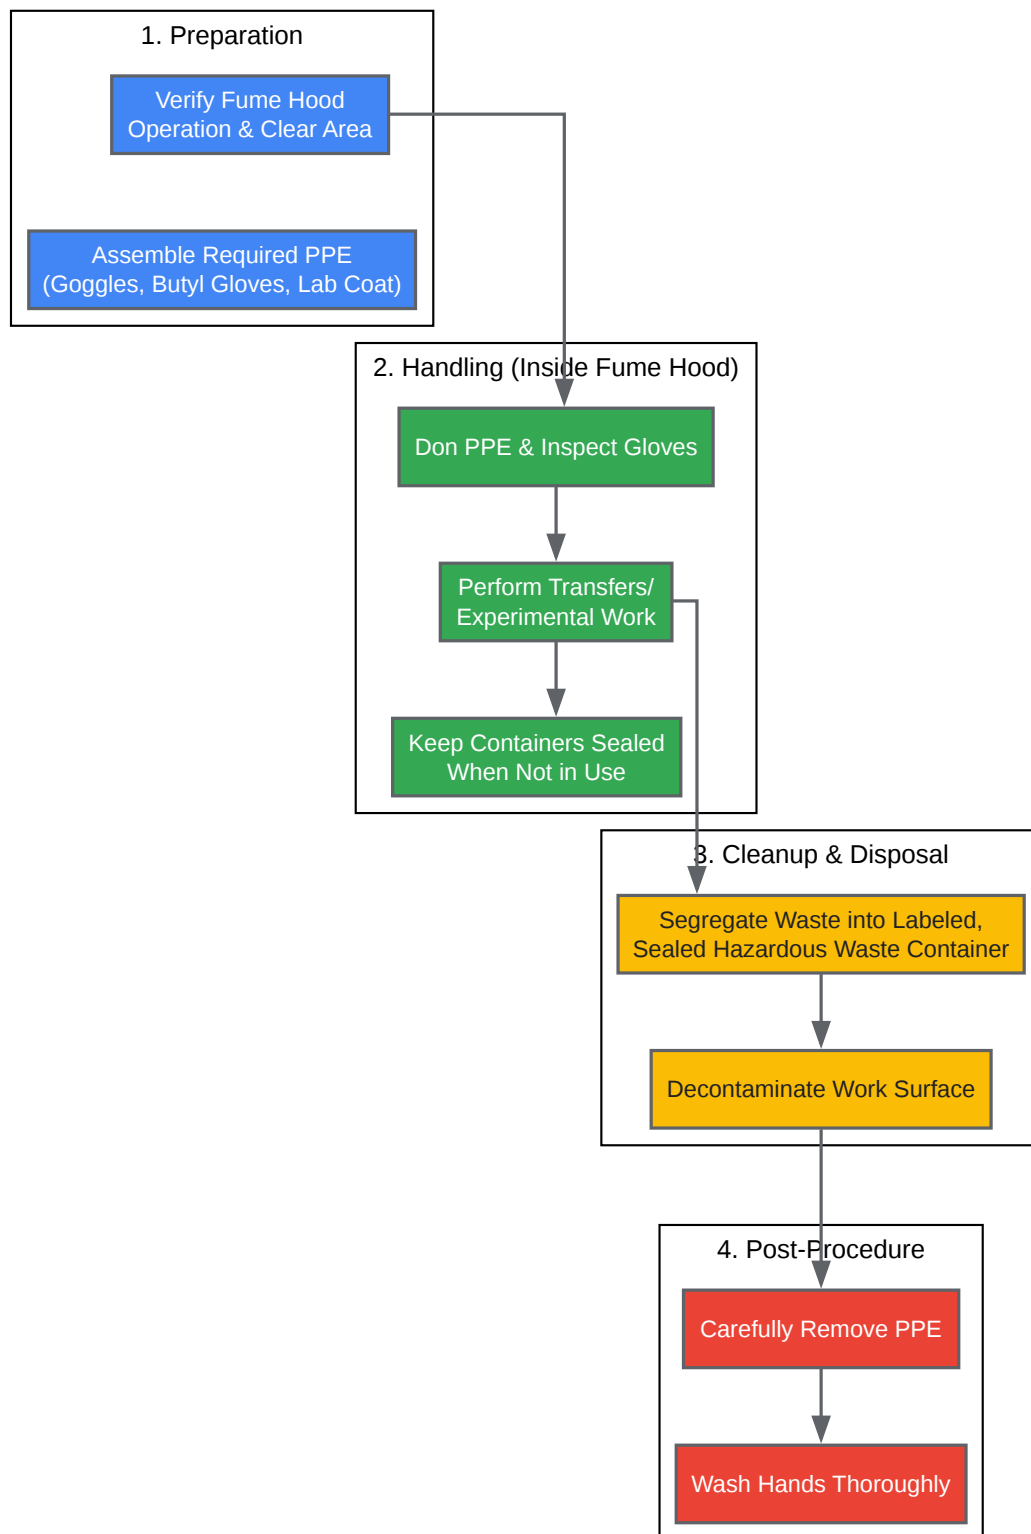 1. Preparation
Verify Fume Hood
Operation & Clear Area
Assemble Required PPE
(Goggles, Butyl Gloves, Lab Coat)
2. Handling (Inside Fume Hood)
Don PPE & Inspect Gloves
Perform Transfers/
Experimental Work
Keep Containers Sealed
When Not in Use
3. Cleanup & Disposal
Segregate Waste into Labeled,
Sealed Hazardous Waste Container
Decontaminate Work Surface
4. Post-Procedure
Carefully Remove PPE
Wash Hands Thoroughly